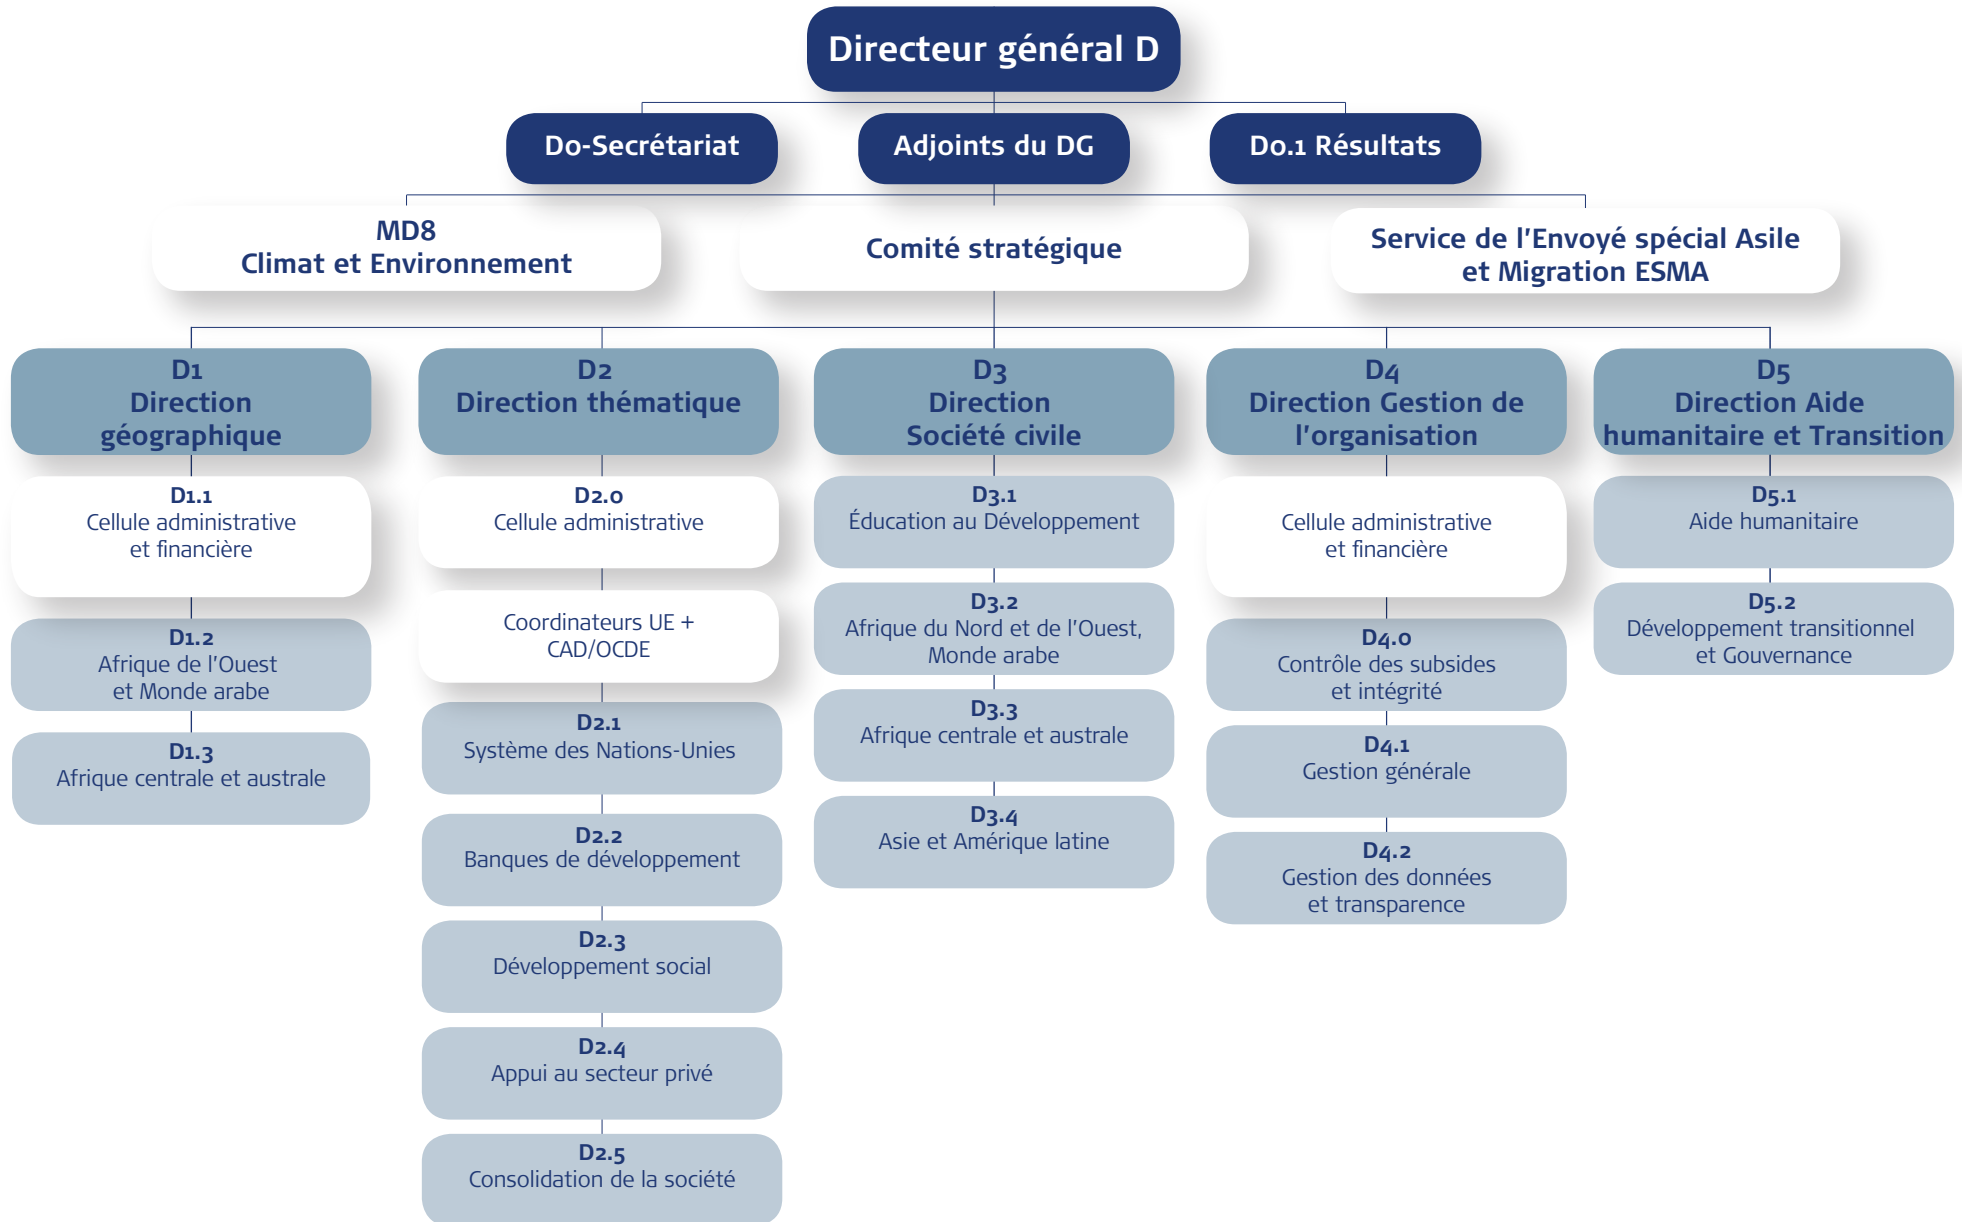 Directeur général D
D0-Secrétariat
Adjoints du DG
D0.1 Résultats
MD8
Climat et Environnement
Comité stratégique
Service de l'Envoyé spécial Asile
et Migration ESMA
D1
Direction
géographique
D1.1
Cellule administrative
et financière
D1.2
Afrique de l'Ouest
et Monde arabe
D1.3
Afrique centrale et australe
D2
Direction thématique
D2.0
Cellule administrative
Coordinateurs UE +
CAD/OCDE
D2.1
Système des Nations-Unies
D2.2
Banques de développement
D2.3
Développement social
D2.4
Appui au secteur privé
D2.5
Consolidation de la société
D3
Direction
Société civile
D3.1
Éducation au Développement
D3.2
Afrique du Nord et de l'Ouest,
Monde arabe
D3.3
Afrique centrale et australe
D3.4
Asie et Amérique latine
D4
Direction Gestion de
l'organisation
Cellule administrative
et financière
D4.0
Contrôle des subsides
et intégrité
D4.1
Gestion générale
D4.2
Gestion des données
et transparence
D5
Direction Aide
humanitaire et Transition
D5.1
Aide humanitaire
D5.2
Développement transitionnel
et Gouvernance